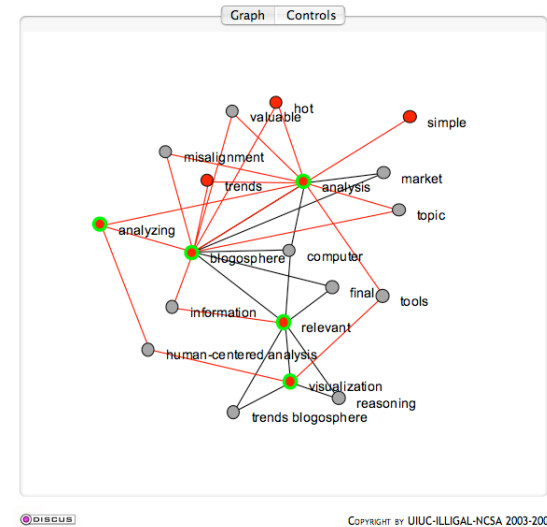 Graph Controls
hot
valuable
simple
misalignment
market
trends
analysis
topic
analyzing
blogosphere
computer
final
tools
information
relevant
human-centered analysis
visualization
reasoning
trends blogosphere
DISCUS
COPYRIGHT BY UIUC-ILLIGAL-NCSA 2003-200